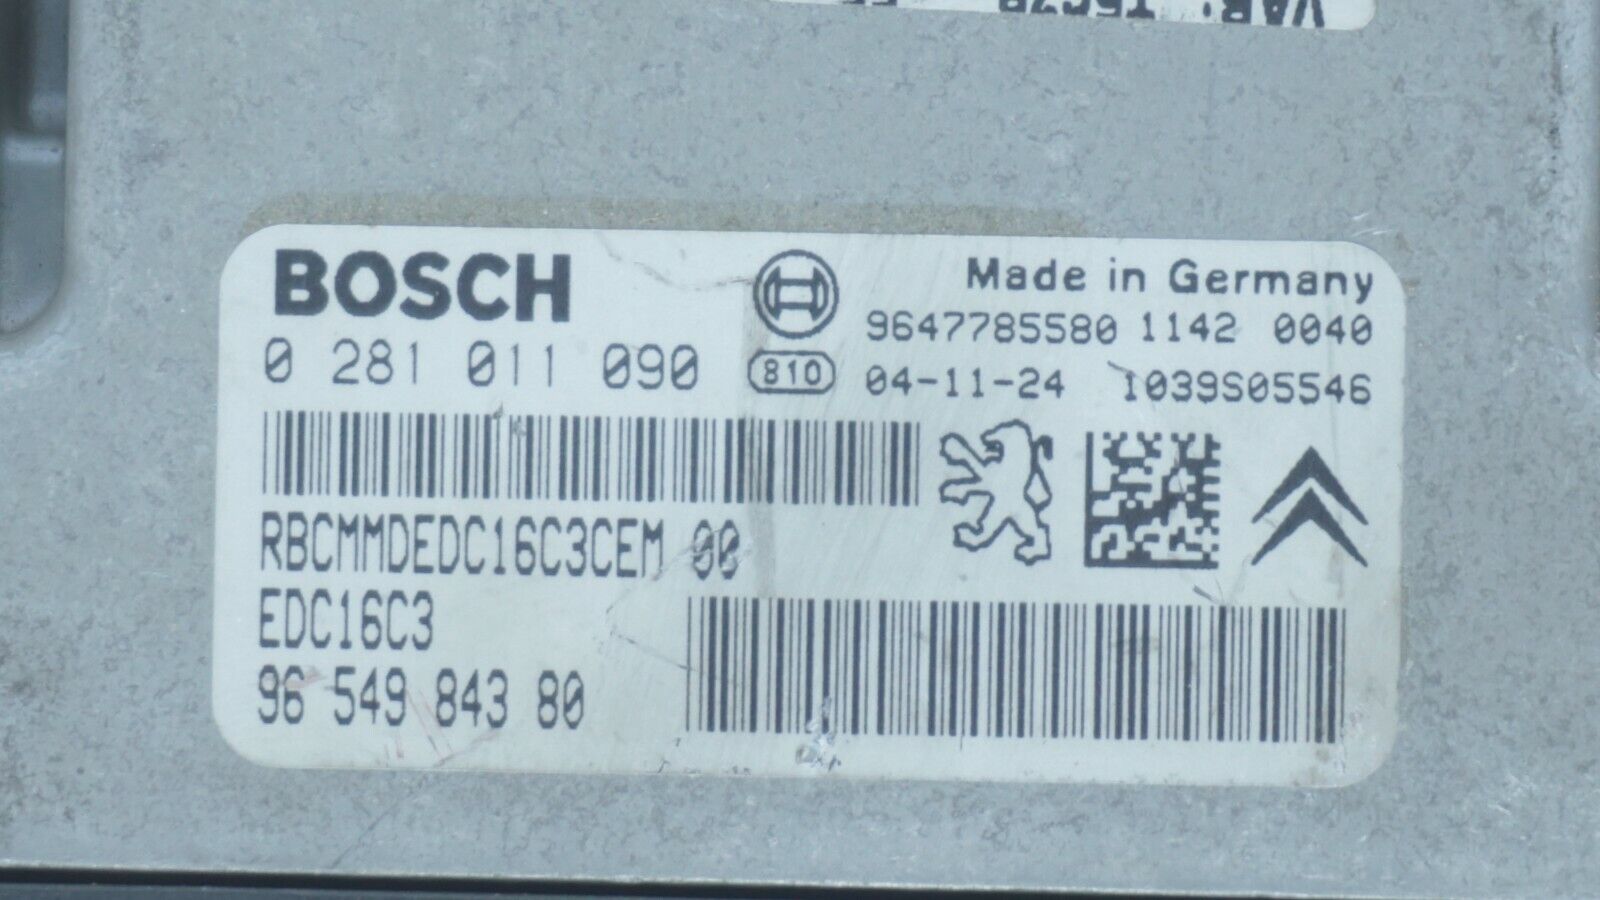 BOSCH
Made in Germany
9647785580 1142 0040
0 281 011 090
810
04-11-24 1039S05546
RBCMMDEDC16C3CEM 00
EDC16C3
96 549 843 80